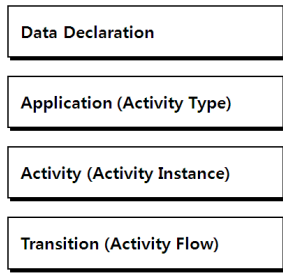 Data Declaration
Application (Activity Type)
Activity (Activity Instance)
Transition (Activity Flow)